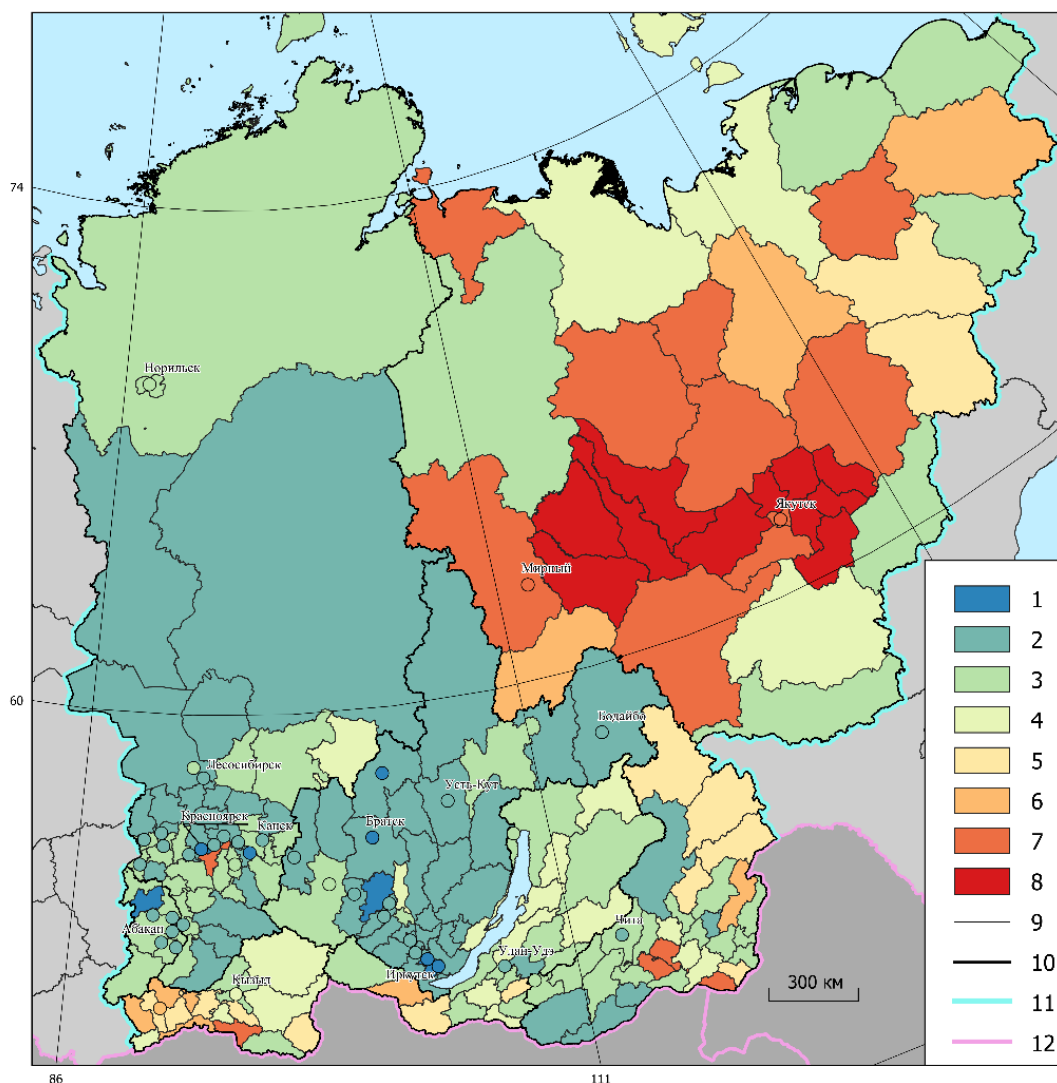 74
Норильск
Якутск
Мирный
60
Бодайбо
Лесосибирск
Усть-Кут
Красноярск
Канск
Братск
Абакан
Чита
Улан-Удэ
Иркутск
Кызыл
300 км
1
2
3
4
5
6
7
8
9
10
11
12
86
111